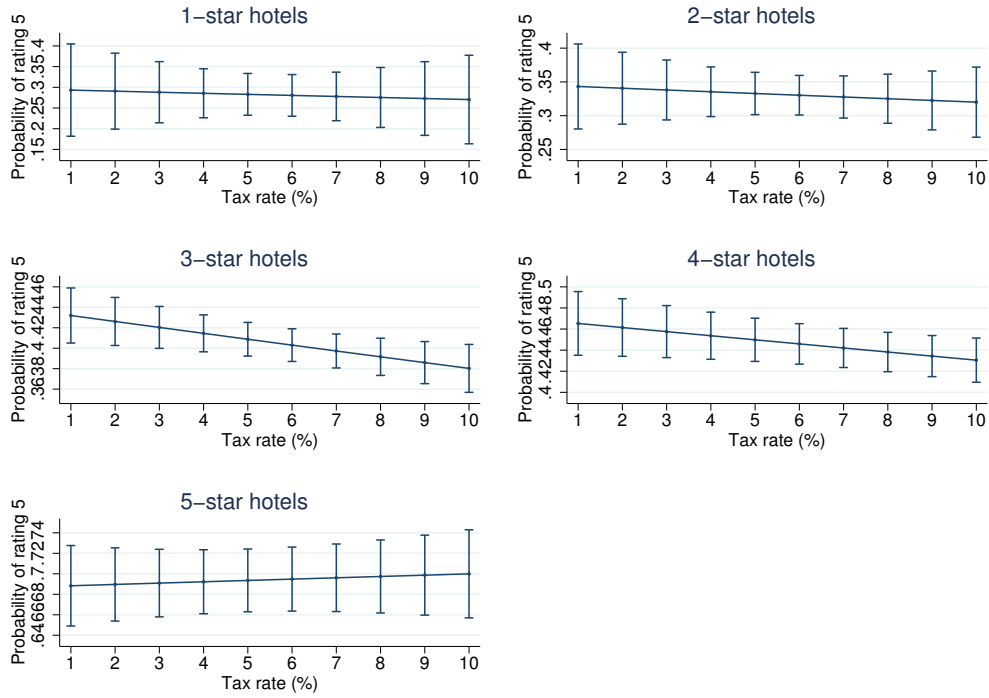 1−star hotels
Probability of rating 5
.15.2.25.3.35.4
1 2 3 4 5 6 7 8 9 10
Tax rate (%)
2−star hotels
Probability of rating 5
.25 .3 .35 .4
1 2 3 4 5 6 7 8 9 10
Tax rate (%)
3−star hotels
Probability of rating 5
.3638.4.424446
1 2 3 4 5 6 7 8 9 10
Tax rate (%)
4−star hotels
Probability of rating 5
.4.424446.48.5
1 2 3 4 5 6 7 8 9 10
Tax rate (%)
5−star hotels
Probability of rating 5
.646668.7.7274
1 2 3 4 5 6 7 8 9 10
Tax rate (%)